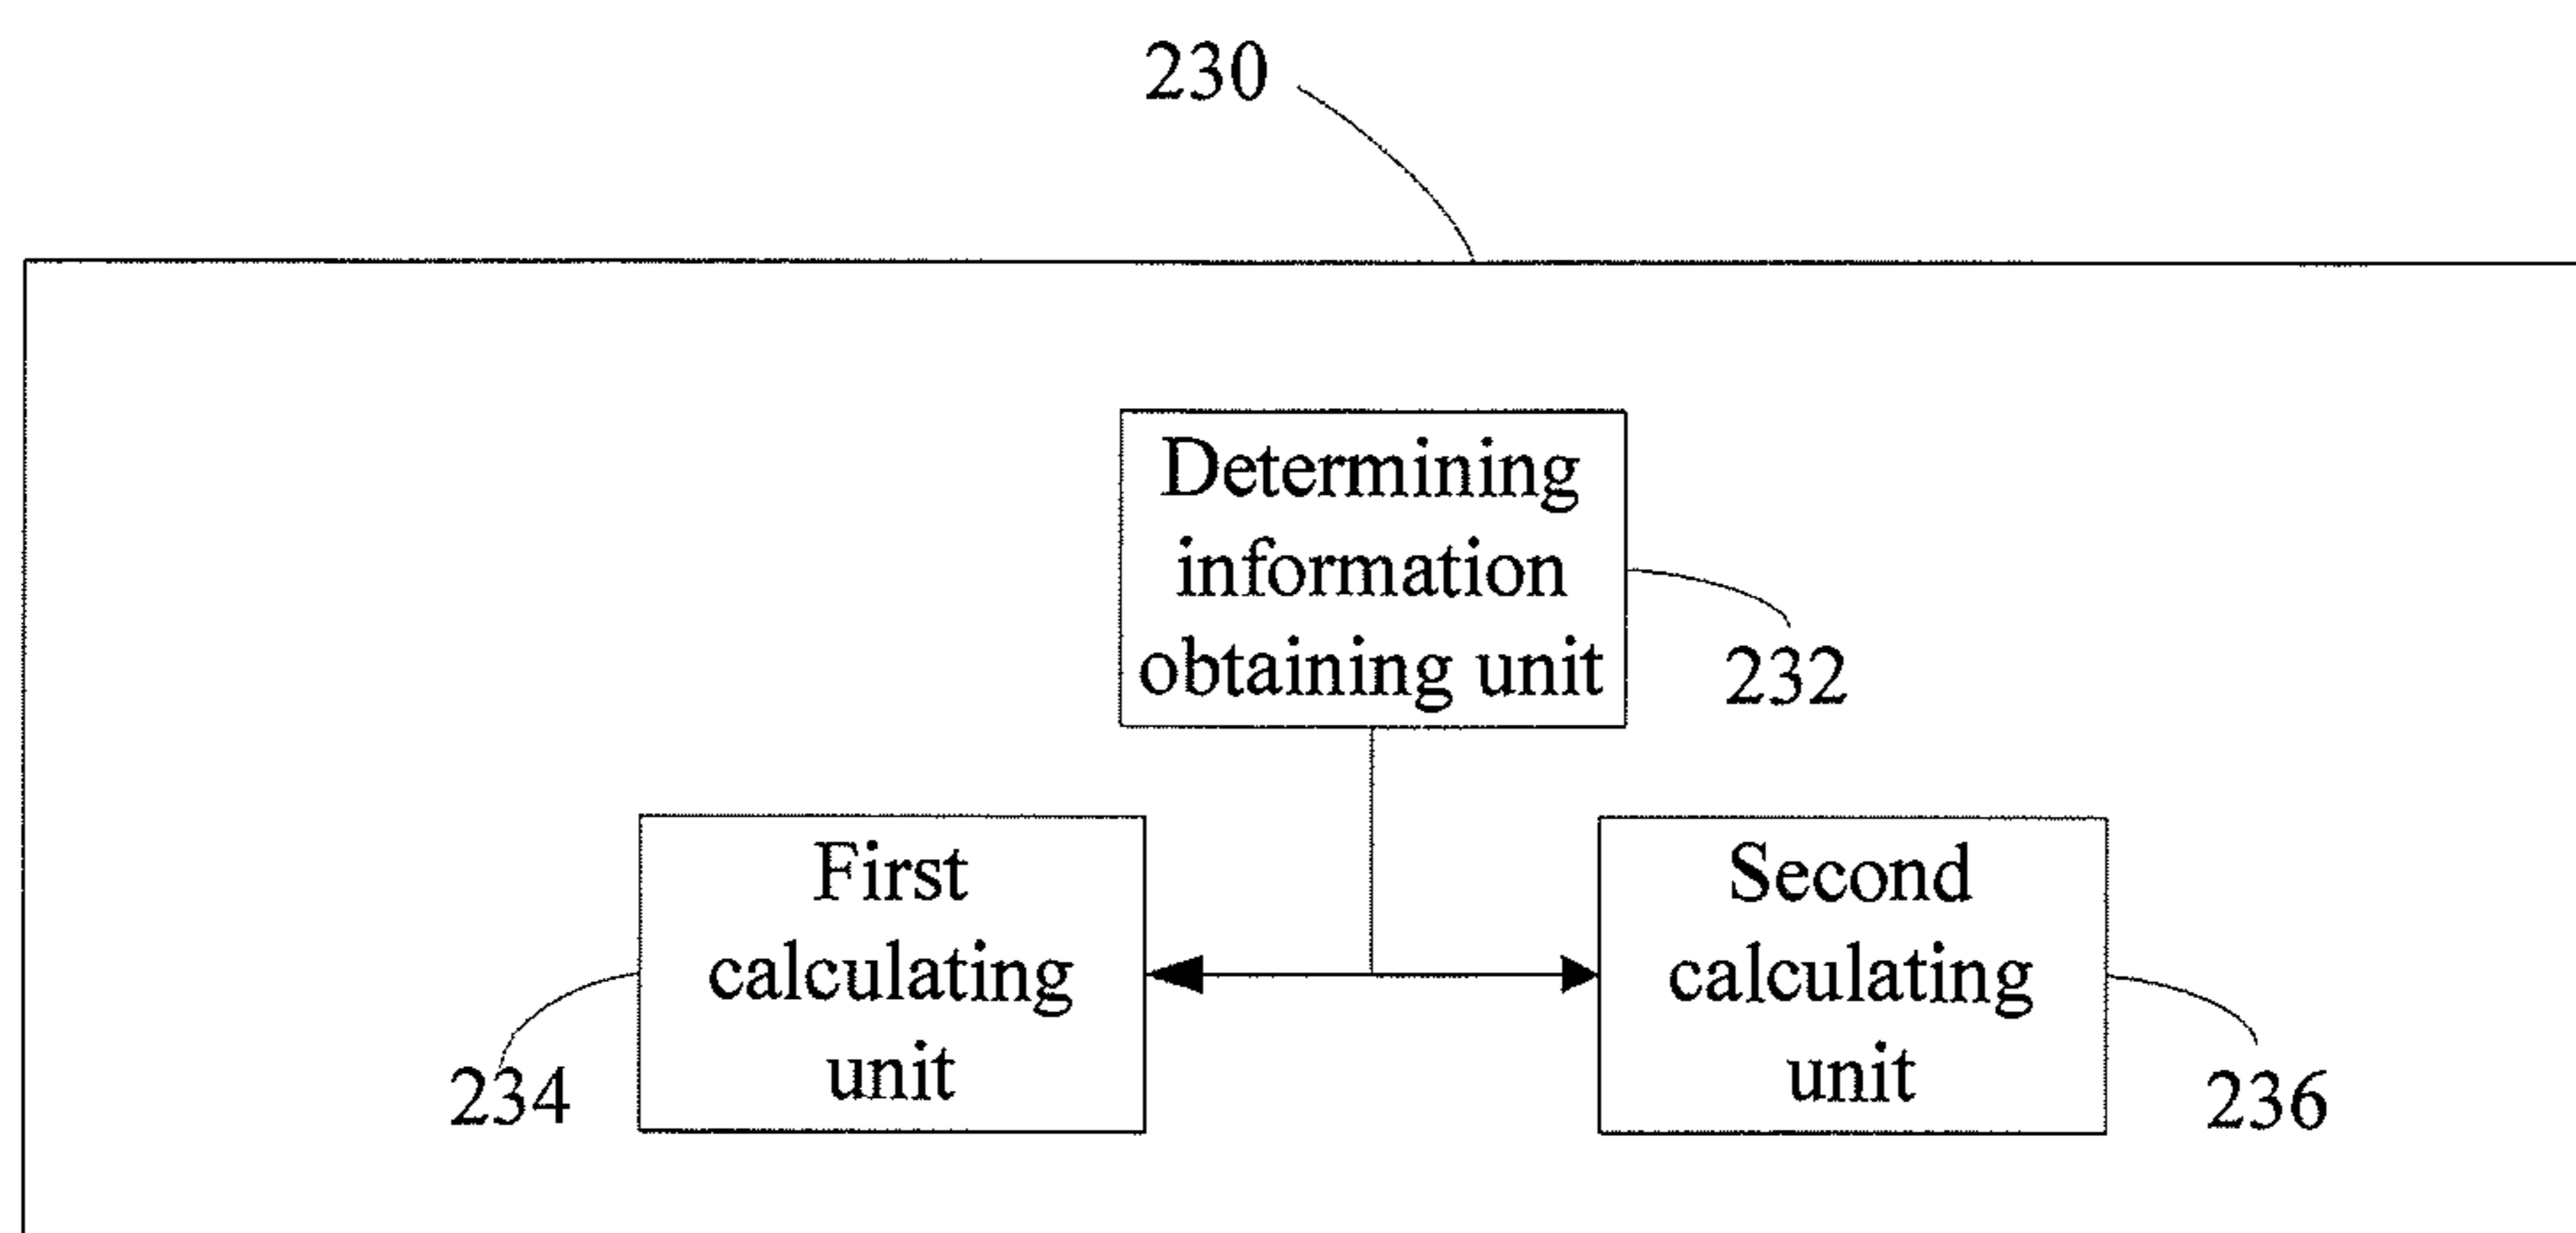 230
Determining
information
obtaining unit
232
First
calculating
unit
234
Second
calculating
unit
236